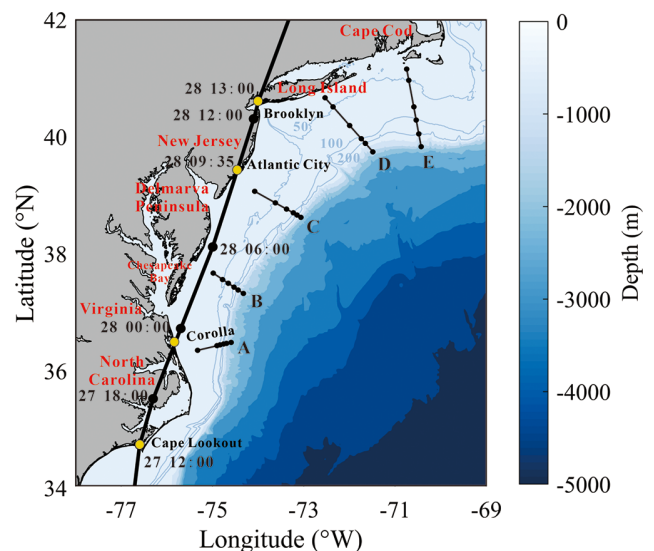 42
40
38
36
34
Latitude (°N)
-77
-75
-73
-71
-69
Longitude (°W)
Cape Cod
28 13:00
Long Island
28 12:00
Brooklyn
50
New Jersey
100
28 09:35
Atlantic City
200
D
E
Delmarva
Peninsula
C
28 06:00
Chesapeake
Bay
B
Virginia
28 00:00
Corolla
A
North
Carolina
27 18:00
Cape Lookout
27 12:00
0
-1000
-2000
-3000
-4000
-5000
Depth (m)